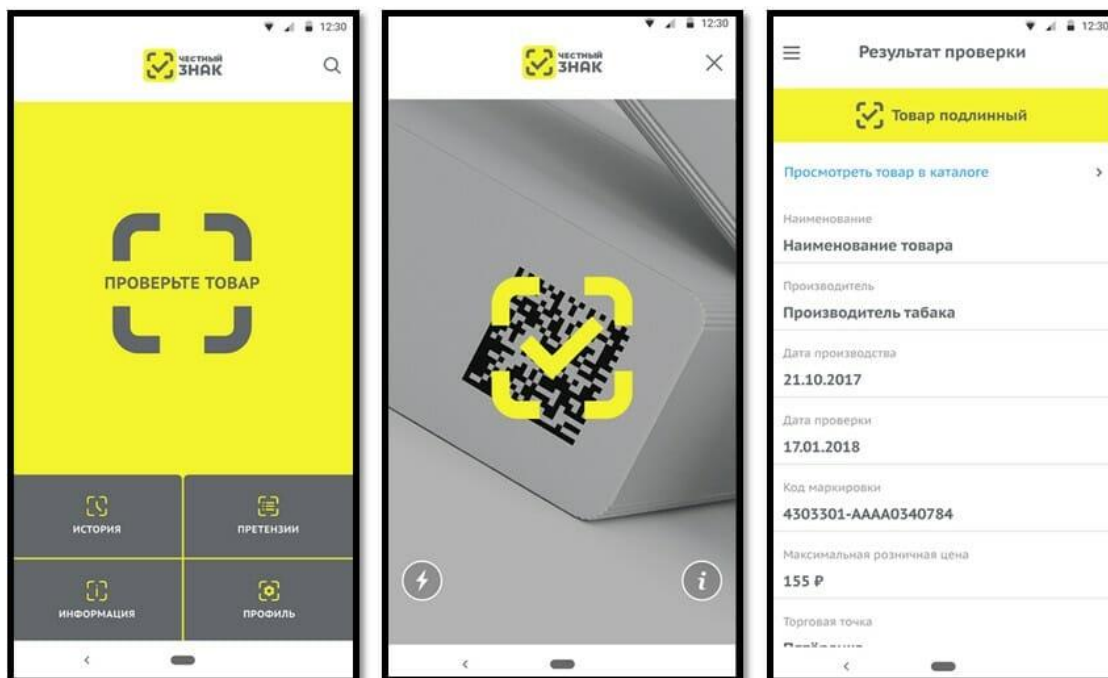 12:30
ЧЕСТНЫЙ
ЗНАК
ПРОВЕРЬТЕ ТОВАР
ИСТОРИЯ
ПРЕТЕНЗИИ
ИНФОРМАЦИЯ
ПРОФИЛЬ
12:30
ЧЕСТНЫЙ
ЗНАК
12:30
Результат проверки
Товар подлинный
Просмотреть товар в каталоге
Наименование
Наименование товара
Производитель
Производитель табака
Дата производства
21.10.2017
Дата проверки
17.01.2018
Код маркировки
4303301-АААА0340784
Максимальная розничная цена
155 ₽
Торговая точка